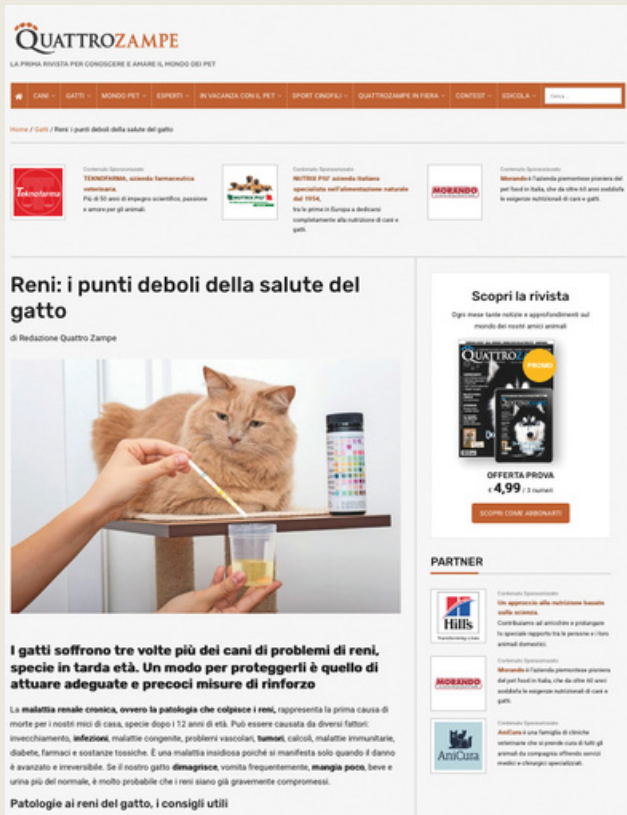 QUATTROZAMPE
LA PRIMA RIVISTA PER CONOSCERE E AMARE IL MONDO DEI PET
CANI
GATTI
MONDO PET
ESPERTI
IN VACANZA CON IL PET
SPORT CINOFILI
QUATTROZAMPE IN FIERA
CONTEST
EDICOLA
Cerca ...
Home / Gatti / Reni: i punti deboli della salute del gatto
Teknofarma
Contenuto Sponsorizzato
TEKNOFARMA, azienda farmaceutica
veterinaria.
Più di 50 anni di impegno scientifico, passione
e amore per gli animali.
NUTRIX PIU'
Contenuto Sponsorizzato
NUTRIX PIU' azienda italiana
specialista nell'alimentazione naturale
dal 1954,
tra le prime in Europa a dedicarsi
completamente alla nutrizione di cani e
gatti.
MORANDO
Contenuto Sponsorizzato
Morando è l'azienda piemontese pioniera del
pet food in Italia, che da oltre 60 anni soddisfa
le esigenze nutrizionali di cani e gatti.
Reni: i punti deboli della salute del
gatto
di Redazione Quattro Zampe
I gatti soffrono tre volte più dei cani di problemi di reni,
specie in tarda età. Un modo per proteggerli è quello di
attuare adeguate e precoci misure di rinforzo
La malattia renale cronica, ovvero la patologia che colpisce i reni, rappresenta la prima causa di
morte per i nostri mici di casa, specie dopo i 12 anni di età. Può essere causata da diversi fattori:
invecchiamento, infezioni, malattie congenite, problemi vascolari, tumori, calcoli, malattie immunitarie,
diabete, farmaci e sostanze tossiche. È una malattia insidiosa poiché si manifesta solo quando il danno
è avanzato e irreversibile. Se il nostro gatto dimagrisce, vomita frequentemente, mangia poco, beve e
urina più del normale, è molto probabile che i reni siano già gravemente compromessi.
Patologie ai reni del gatto, i consigli utili
Scopri la rivista
Ogni mese tante notizie e approfondimenti sul
mondo dei nostri amici animali
QUATTROZ
PROMO
OFFERTA PROVA
€ 4,99 / 3 numeri
SCOPRI COME ABBONARTI
PARTNER
Hill's
Transforming Lives
Contenuto Sponsorizzato
Un approccio alla nutrizione basato
sulla scienza.
Contribuiamo ad arricchire e prolungare
lo speciale rapporto tra le persone e i loro
animali domestici.
MORANDO
Contenuto Sponsorizzato
Morando è l'azienda piemontese pioniera
del pet food in Italia, che da oltre 60 anni
soddisfa le esigenze nutrizionali di cani e
gatti.
AniCura
Contenuto Sponsorizzato
AniCura è una famiglia di cliniche
veterinarie che si prende cura di tutti gli
animali da compagnia offrendo servizi
medici e chirurgici specializzati.